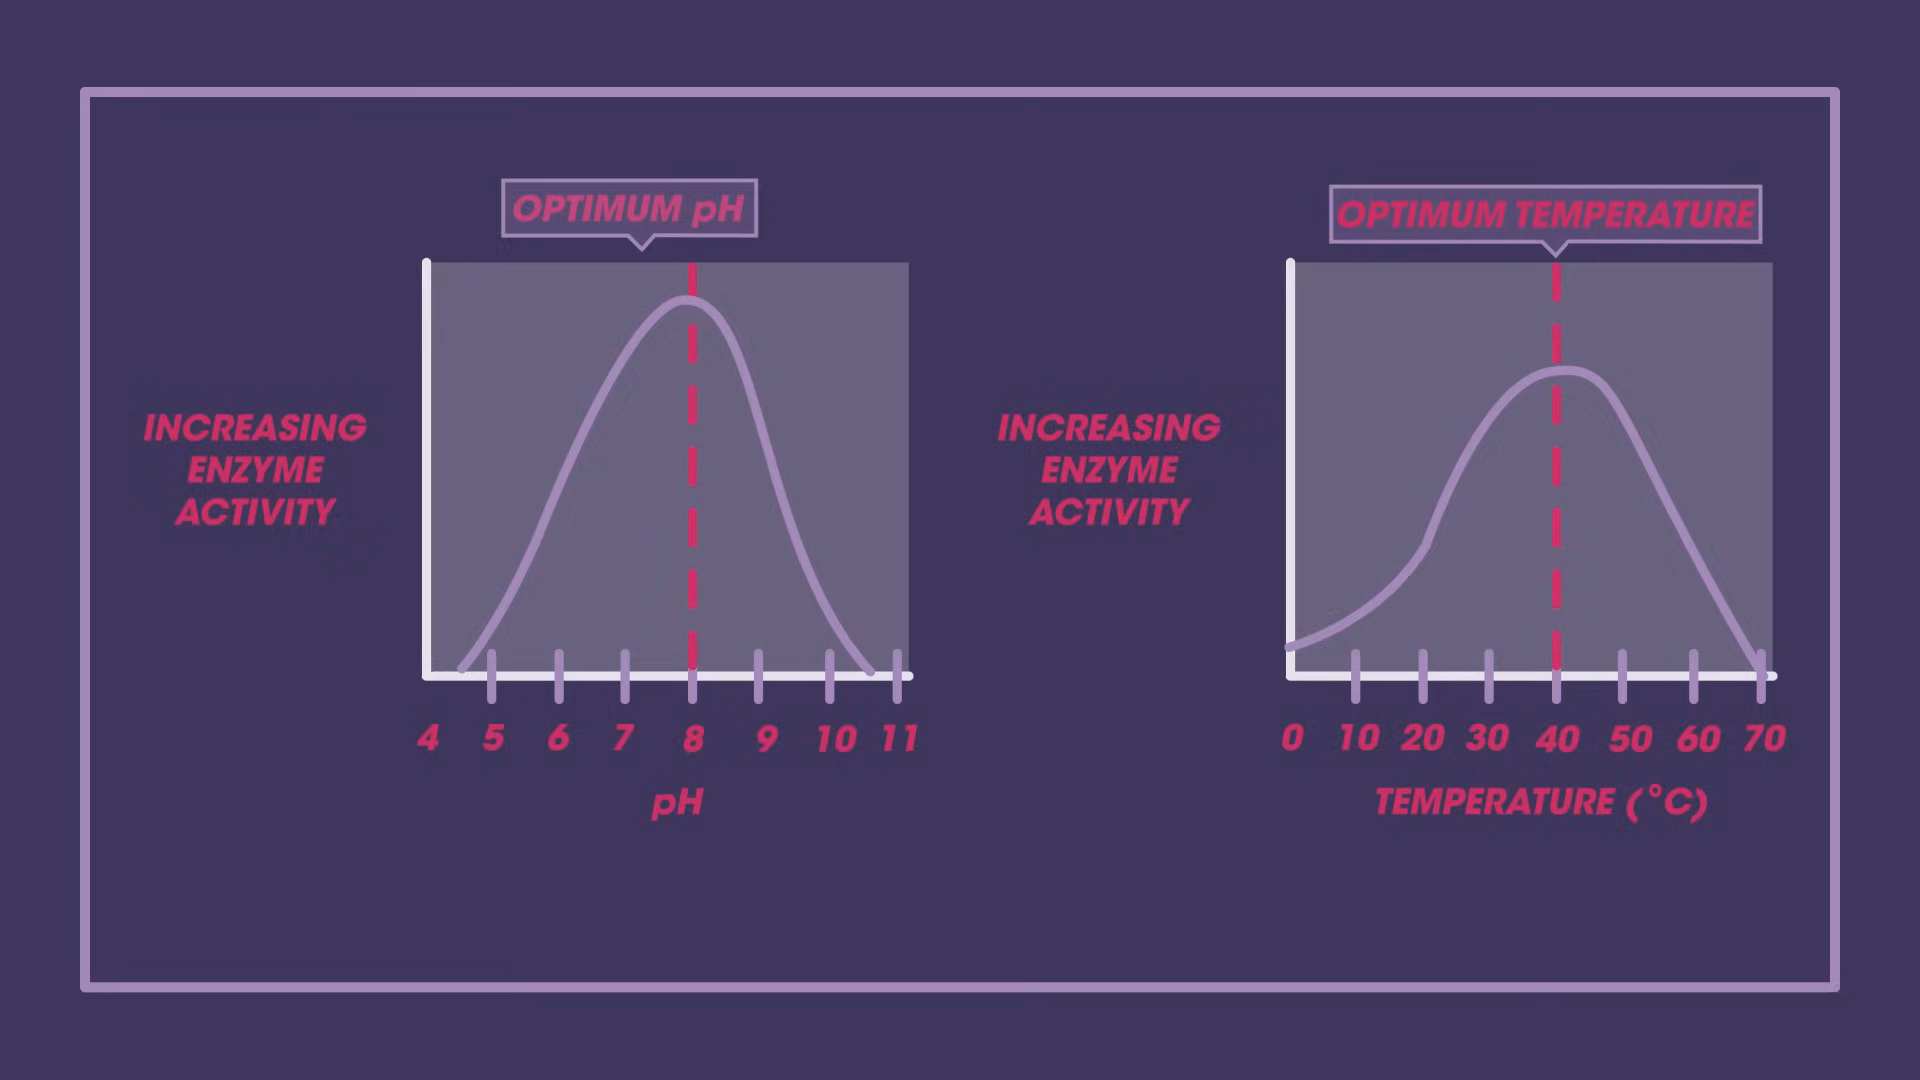 OPTIMUM pH
INCREASING
ENZYME
ACTIVITY
4 5 6 7 8 9 10 11
pH
OPTIMUM TEMPERATURE
INCREASING
ENZYME
ACTIVITY
0 10 20 30 40 50 60 70
TEMPERATURE (°C)